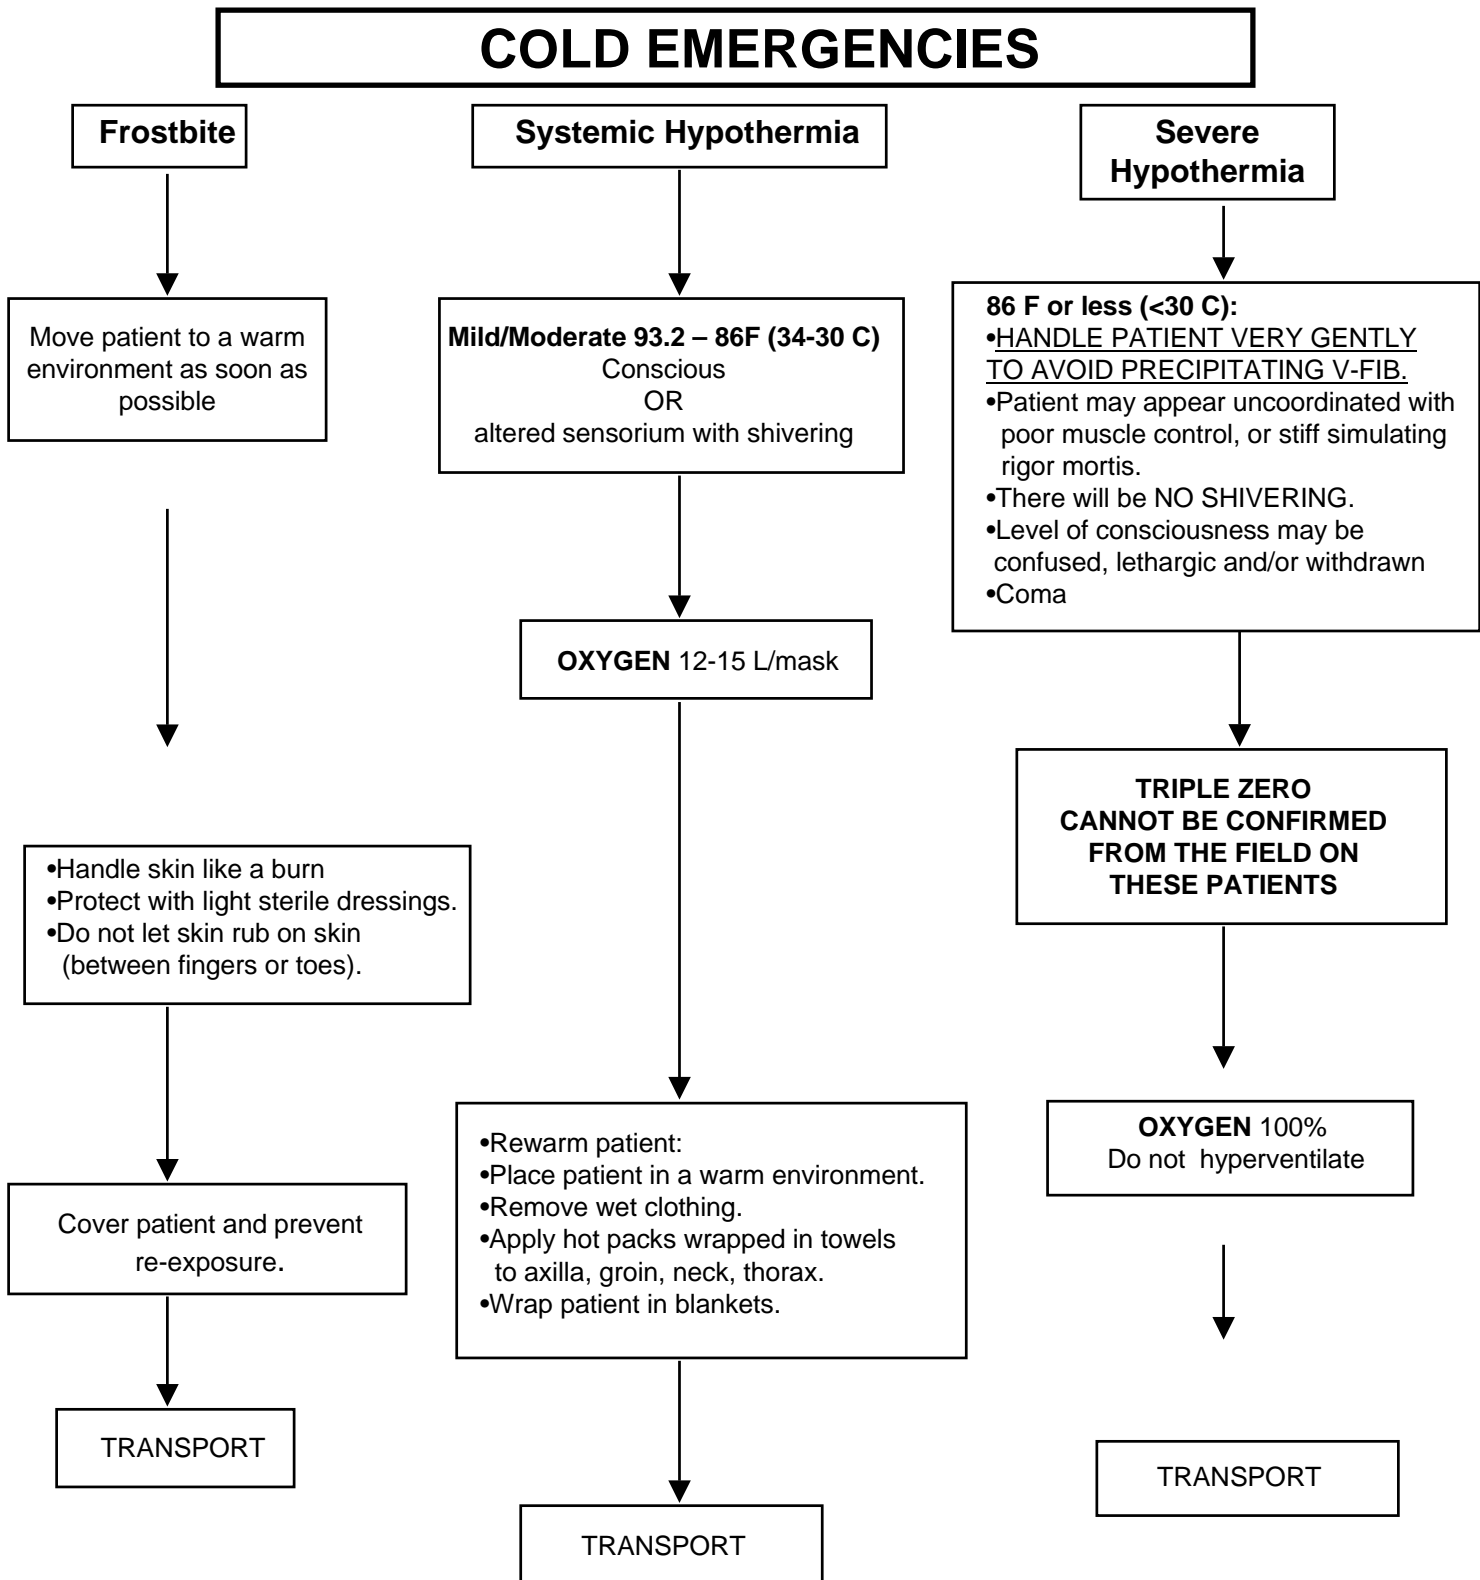 COLD EMERGENCIES
Frostbite
Move patient to a warm
environment as soon as
possible
•Handle skin like a burn
•Protect with light sterile dressings.
•Do not let skin rub on skin
(between fingers or toes).
Cover patient and prevent
re-exposure.
TRANSPORT
Systemic Hypothermia
Mild/Moderate 93.2 – 86F (34-30 C)
Conscious
OR
altered sensorium with shivering
OXYGEN 12-15 L/mask
•Rewarm patient:
•Place patient in a warm environment.
•Remove wet clothing.
•Apply hot packs wrapped in towels
to axilla, groin, neck, thorax.
•Wrap patient in blankets.
TRANSPORT
Severe
Hypothermia
86 F or less (<30 C):
•HANDLE PATIENT VERY GENTLY
TO AVOID PRECIPITATING V-FIB.
•Patient may appear uncoordinated with
poor muscle control, or stiff simulating
rigor mortis.
•There will be NO SHIVERING.
•Level of consciousness may be
confused, lethargic and/or withdrawn
•Coma
TRIPLE ZERO
CANNOT BE CONFIRMED
FROM THE FIELD ON
THESE PATIENTS
OXYGEN 100%
Do not hyperventilate
TRANSPORT